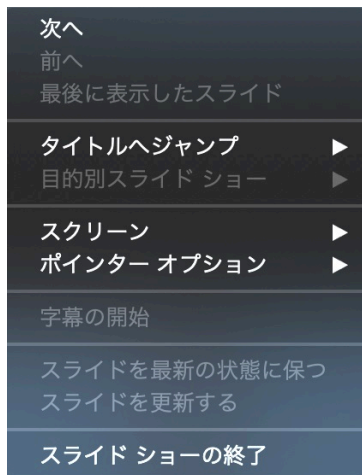 次へ
前へ
最後に表示したスライド
タイトルへジャンプ ▶
目的別スライド ショー ▶
スクリーン ▶
ポインター オプション ▶
字幕の開始
スライドを最新の状態に保つ
スライドを更新する
スライド ショーの終了